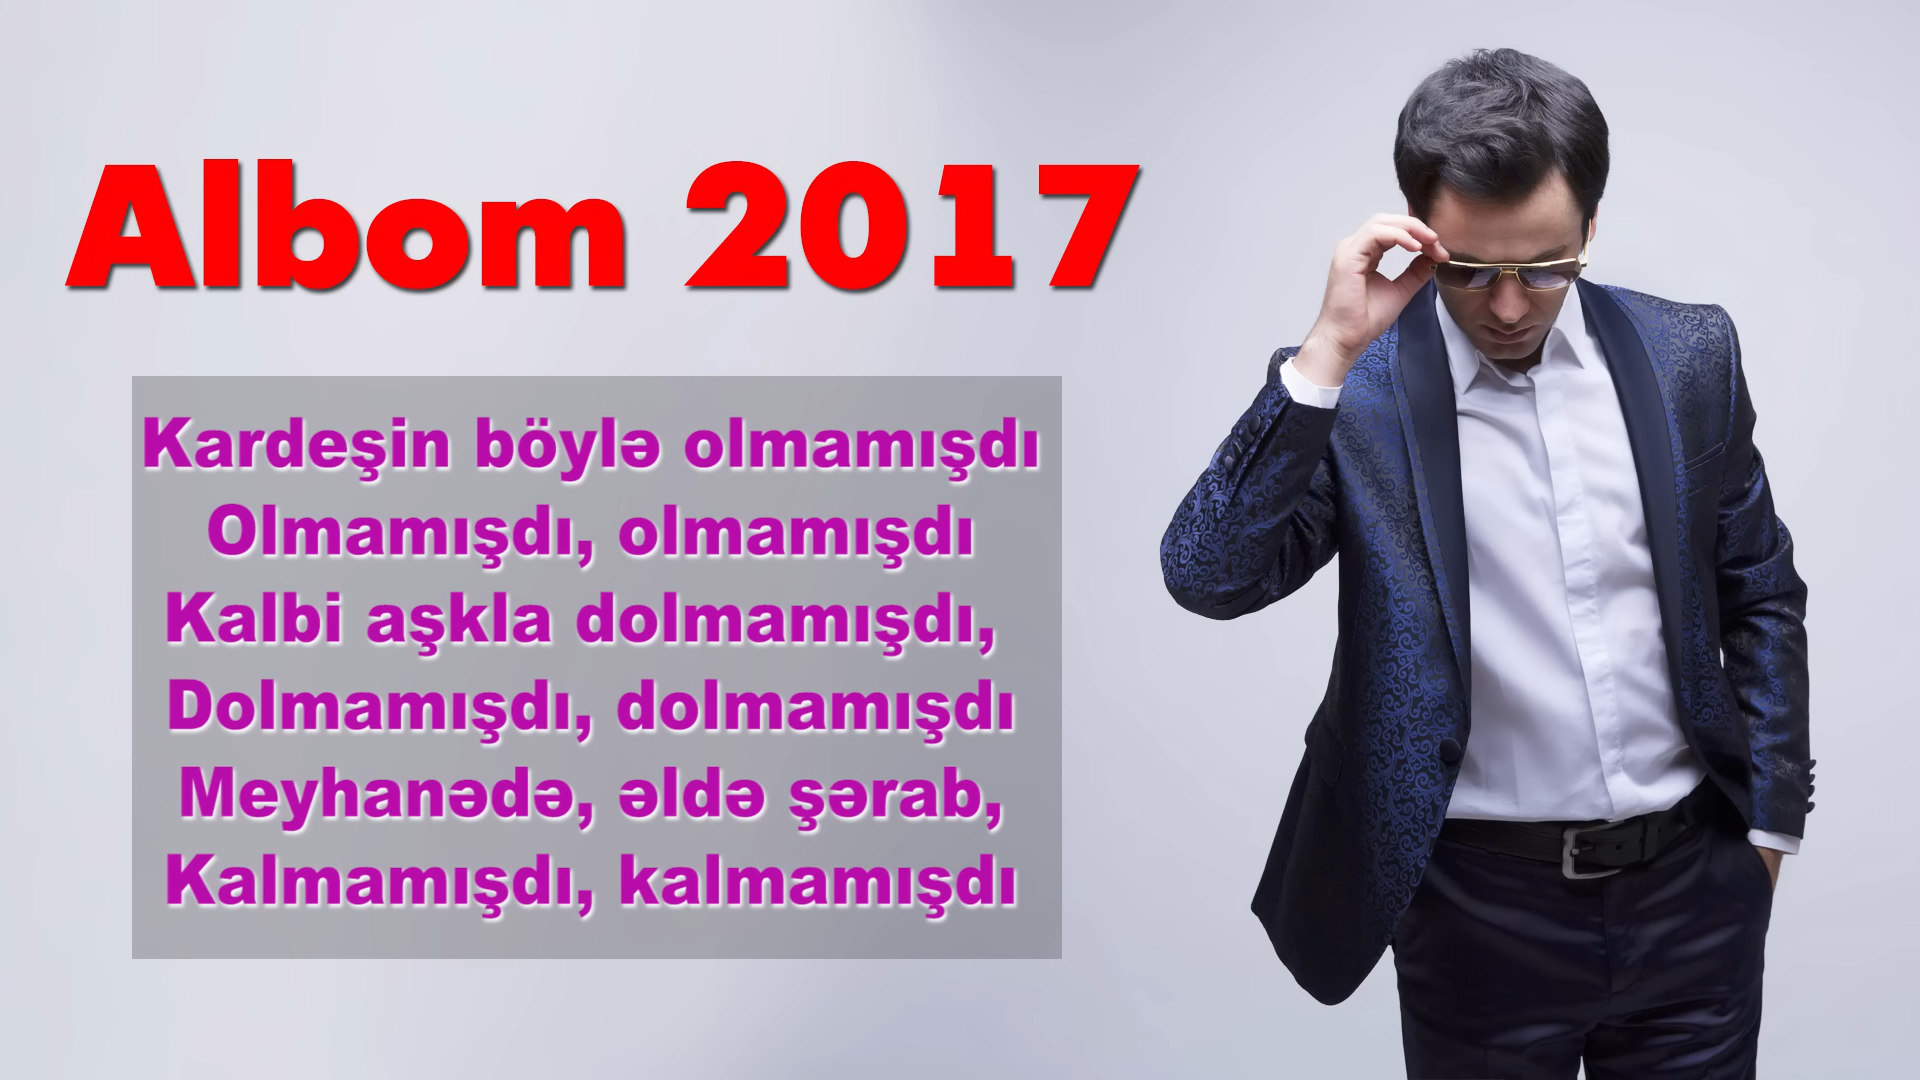 Albom 2017
Kardeşin böylə olmamışdı
Olmamışdı, olmamışdı
Kalbi aşkla dolmamışdı,
Dolmamışdı, dolmamışdı
Meyhanədə, əldə şərab,
Kalmamışdı, kalmamışdı